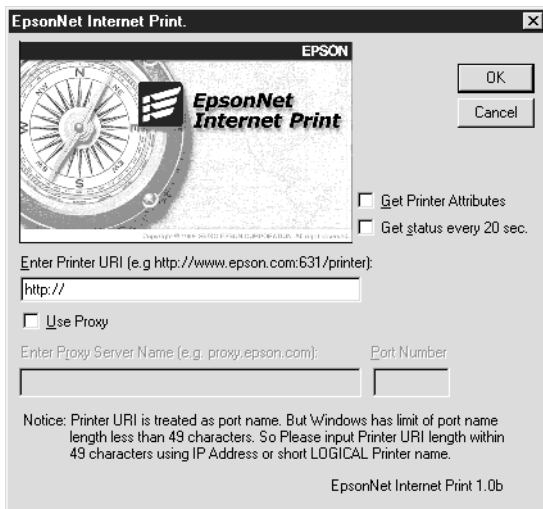 EpsonNet Internet Print.
EPSON
N
E
S
W
EpsonNet
Internet Print
OK
Cancel
Get Printer Attributes
Get status every 20 sec.
Enter Printer URI (e.g http://www.epson.com:631/printer):
http://
Use Proxy
Enter Proxy Server Name (e.g. proxy.epson.com):
Port Number
Notice: Printer URI is treated as port name. But Windows has limit of port name
length less than 49 characters. So Please input Printer URI length within
49 characters using IP Address or short LOGICAL Printer name.
EpsonNet Internet Print 1.0b